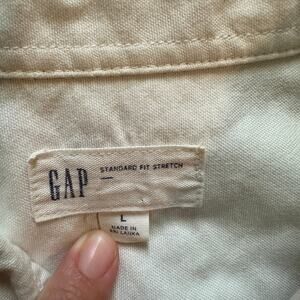 GAP
STANDARD FIT STRETCH
L
MADE IN
SRI LANKA